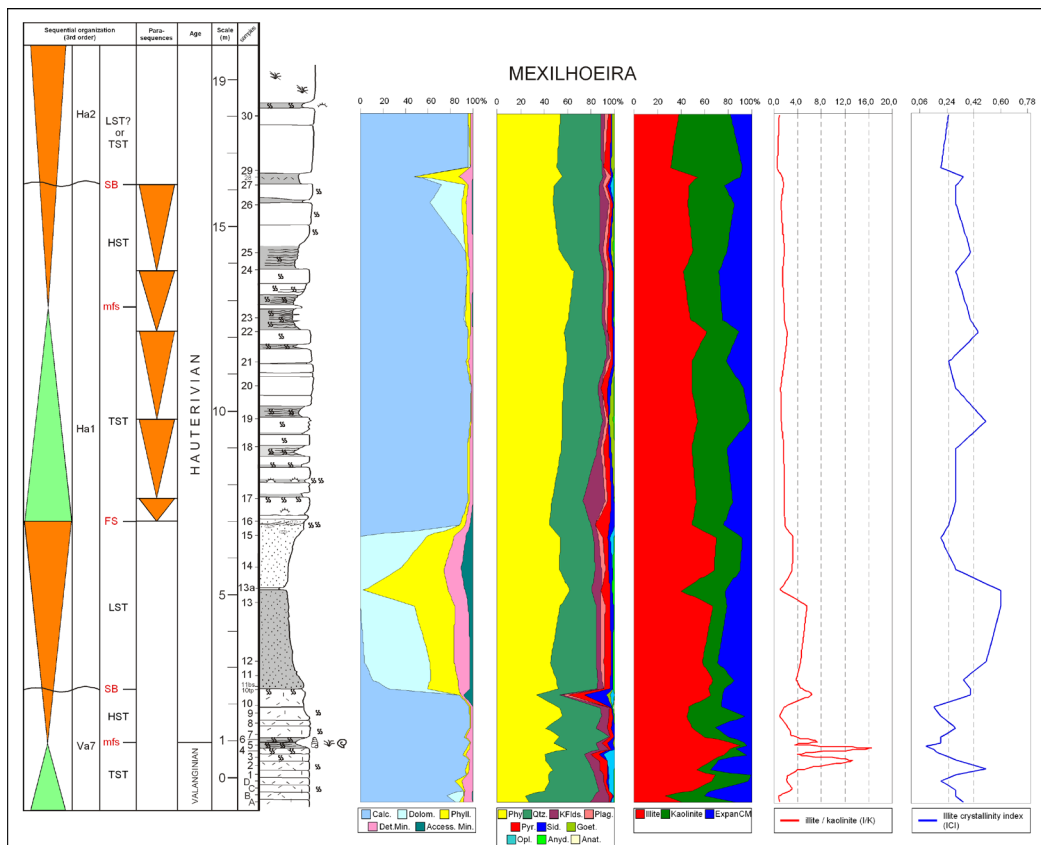 MEXILHOEIRA
Sequential organization
(3rd order)
Para-
sequences
Age
Scale
(m)
samples
0 20 40 60 80 100%
0 20 40 60 80 100%
0 20 40 60 80 100%
0 4,0 8,0 12,0 16,0 20,0
0,06 0,24 0,42 0,60 0,78
19
Ha2
LST?
or
TST
30
29
SB
27
26
15
HST
25
24
mfs
23
22
21
20
HAUTERIVIAN
10
19
Ha1
TST
18
17
FS
16
15
14
13a
5
13
LST
12
11
11bs
SB
10tp
10
HST
9
8
7
6
mfs
1
5
4
Va7
3
2
VALANGINIAN
TST
1
0
D
C
B
A
Calc. Dolom. Phyll.
Det.Min. Access. Min.
Phy Qtz. KFlds. Plag.
Pyr. Sid. Goet.
Opl. Anyd. Anat.
Illite Kaolinite ExpanCM
illite / kaolinite (I/K)
Illite crystallinity index
(ICI)